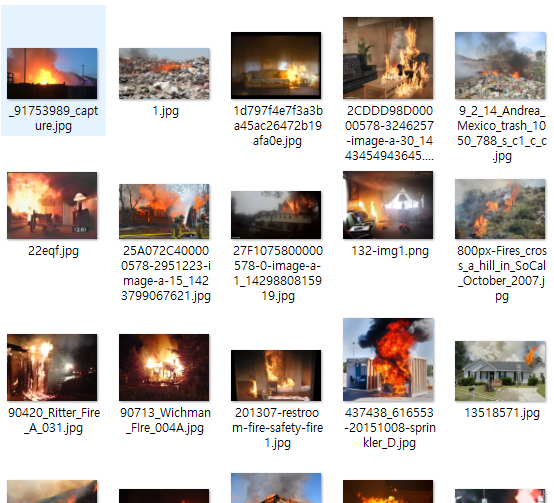 _91753989_capt
ure.jpg
1.jpg
1d797f4e7f3a3b
a45ac26472b19
afa0e.jpg
2CDDD98D000
00578-3246257
-image-a-30_14
43454943645....
9_2_14_Andrea_
Mexico_trash_10
50_788_s_c1_c_c
.jpg
22eqf.jpg
25A072C40000
0578-2951223-i
mage-a-15_142
3799067621.jpg
27F1075800000
578-0-image-a-
1_14298808159
19.jpg
132-img1.png
800px-Fires_cros
s_a_hill_in_SoCal
_October_2007.j
pg
90420_Ritter_Fire
_A_031.jpg
90713_Wichman
_FIre_004A.jpg
201307-restroo
m-fire-safety-fire
1.jpg
437438_616553
-20151008-sprin
kler_D.jpg
13518571.jpg